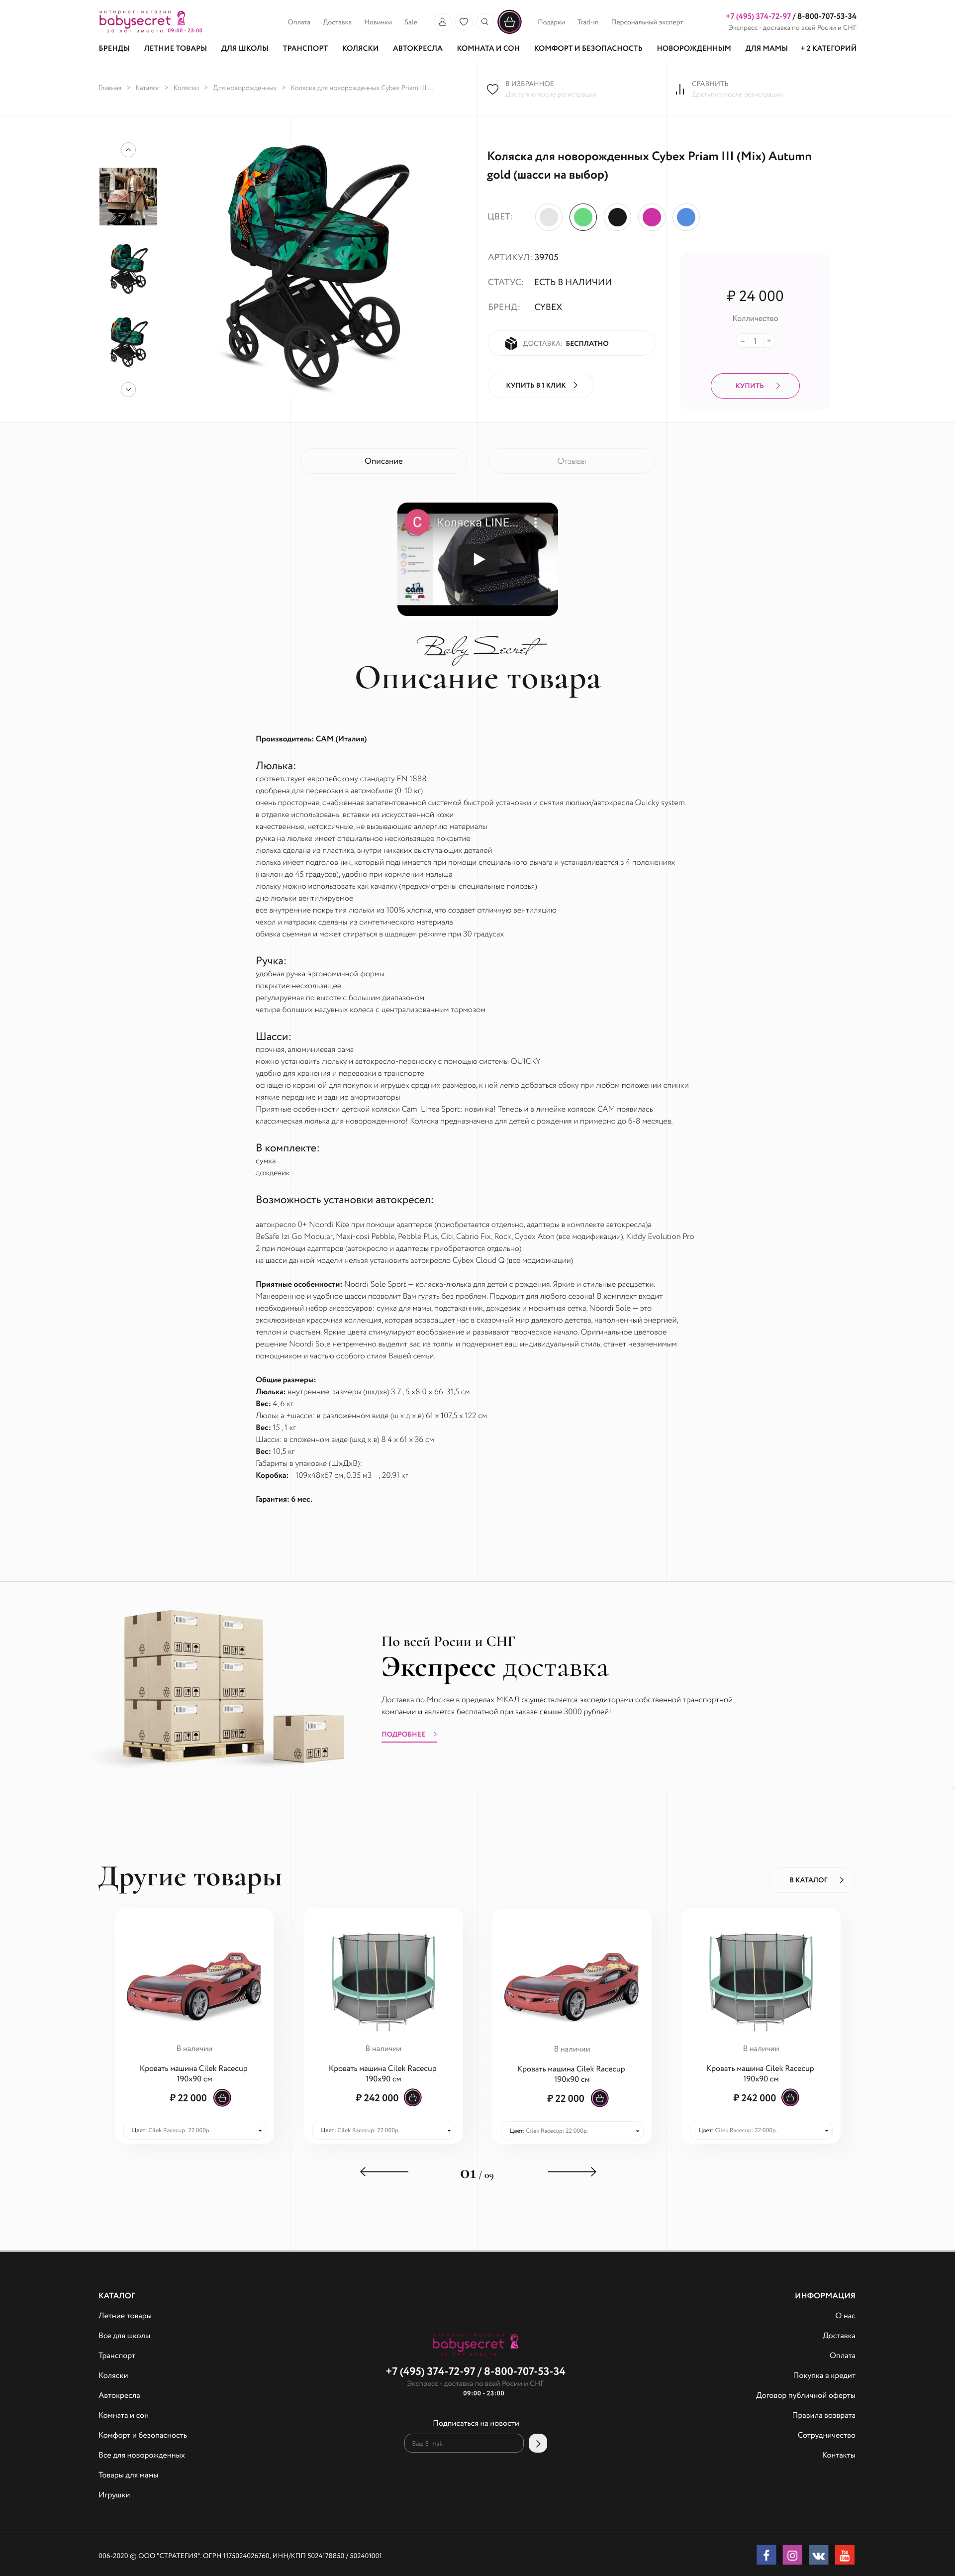 интернет-магазин
babysecret
10 лет вместе 09:00 - 23:00
Оплата Доставка Новинки Sale
Подарки Trad-in Персональный эксперт
+7 (495) 374-72-97 / 8-800-707-53-34
Экспресс - доставка по всей Росии и СНГ
БРЕНДЫ ЛЕТНИЕ ТОВАРЫ ДЛЯ ШКОЛЫ ТРАНСПОРТ КОЛЯСКИ АВТОКРЕСЛА КОМНАТА И СОН КОМФОРТ И БЕЗОПАСНОСТЬ НОВОРОЖДЕННЫМ ДЛЯ МАМЫ + 2 КАТЕГОРИЙ
Главная > Каталог > Коляски > Для новорожденных > Коляска для новорожденных Cybex Priam III ...
В ИЗБРАННОЕ
Доступно после регистрации
СРАВНИТЬ
Доступно после регистрации
Коляска для новорожденных Cybex Priam III (Mix) Autumn
gold (шасси на выбор)
ЦВЕТ:
АРТИКУЛ: 39705
СТАТУС: ЕСТЬ В НАЛИЧИИ
БРЕНД: CYBEX
ДОСТАВКА: БЕСПЛАТНО
КУПИТЬ В 1 КЛИК
₽ 24 000
Колличество
– 1 +
КУПИТЬ
Описание
Отзывы
C Коляска LINE...
cam
Baby Secret
Описание товара
Производитель: CAM (Италия)
Люлька:
соответствует европейскому стандарту EN 1888
одобрена для перевозки в автомобиле (0-10 кг)
очень просторная, снабженная запатентованной системой быстрой установки и снятия люльки/автокресла Quicky system
в отделке использованы вставки из искусственной кожи
качественные, нетоксичные, не вызывающие аллергию материалы
ручка на люльке имеет специальное нескользящее покрытие
люлька сделана из пластика, внутри никаких выступающих деталей
люлька имеет подголовник, который поднимается при помощи специального рычага и устанавливается в 4 положениях
(наклон до 45 градусов), удобно при кормлении малыша
люльку можно использовать как качалку (предусмотрены специальные полозья)
дно люльки вентилируемое
все внутренние покрытия люльки из 100% хлопка, что создает отличную вентиляцию
чехол и матрасик сделаны из синтетического материала
обивка съемная и может стираться в щадящем режиме при 30 градусах
Ручка:
удобная ручка эргономичной формы
покрытие нескользящее
регулируемая по высоте с большим диапазоном
четыре больших надувных колеса с централизованным тормозом
Шасси:
прочная, алюминиевая рама
можно установить люльку и автокресло-переноску с помощью системы QUICKY
удобно для хранения и перевозки в транспорте
оснащено корзиной для покупок и игрушек средних размеров, к ней легко добраться сбоку при любом положении спинки
мягкие передние и задние амортизаторы
Приятные особенности детской коляски Cam Linea Sport: новинка! Теперь и в линейке колясок CAM появилась
классическая люлька для новорожденного! Коляска предназначена для детей с рождения и примерно до 6-8 месяцев.
В комплекте:
сумка
дождевик
Возможность установки автокресел:
автокресло 0+ Noordi Kite при помощи адаптеров (приобретается отдельно, адаптеры в комплекте автокресла)а
BeSafe Izi Go Modular, Maxi-cosi Pebble, Pebble Plus, Citi, Cabrio Fix, Rock, Cybex Aton (все модификации), Kiddy Evolution Pro
2 при помощи адаптеров (автокресло и адаптеры приобретаются отдельно)
на шасси данной модели нельзя установить автокресло Cybex Cloud Q (все модификации)
Приятные особенности: Noordi Sole Sport — коляска-люлька для детей с рождения. Яркие и стильные расцветки.
Маневренное и удобное шасси позволит Вам гулять без проблем. Подходит для любого сезона! В комплект входит
необходимый набор аксессуаров: сумка для мамы, подстаканник, дождевик и москитная сетка. Noordi Sole — это
эксклюзивная красочная коллекция, которая возвращает нас в сказочный мир далекого детства, наполненный энергией,
теплом и счастьем. Яркие цвета стимулируют воображение и развивают творческое начало. Оригинальное цветовое
решение Noordi Sole непременно выделит вас из толпы и подчеркнет ваш индивидуальный стиль, станет незаменимым
помощником и частью особого стиля Вашей семьи.
Общие размеры:
Люлька: внутренние размеры (шхдхв) 3 7 , 5 x8 0 x 66-31,5 см
Вес: 4, 6 кг
Люльк а +шасси: в разложенном виде (ш х д х в) 61 x 107,5 x 122 см
Вес: 15 , 1 кг
Шасси: в сложенном виде (шхд х в) 8 4 x 61 x 36 см
Вес: 10,5 кг
Габариты в упаковке (ШхДхВ):
Коробка: 109x48x67 см, 0.35 м3 , 20.91 кг
Гарантия: 6 мес.
По всей Росии и СНГ
Экспресс доставка
Доставка по Москве в пределах МКАД осуществляется экспедиторами собственной транспортной
компании и является бесплатной при заказе свыше 3000 рублей!
ПОДРОБНЕЕ
Другие товары
В КАТАЛОГ
В наличии В наличии В наличии В наличии
Кровать машина Cilek Racecup Кровать машина Cilek Racecup Кровать машина Cilek Racecup Кровать машина Cilek Racecup
190x90 см 190x90 см 190x90 см 190x90 см
₽ 22 000 ₽ 242 000 ₽ 22 000 ₽ 242 000
Цвет: Cilek Racecup: 22 000р. Цвет: Cilek Racecup: 22 000р. Цвет: Cilek Racecup: 22 000р. Цвет: Cilek Racecup: 22 000р.
01 / 09
КАТАЛОГ
Летние товары
Все для школы
Транспорт
Коляски
Автокресла
Комната и сон
Комфорт и безопасность
Все для новорожденных
Товары для мамы
Игрушки
интернет-магазин
babysecret
10 лет вместе
+7 (495) 374-72-97 / 8-800-707-53-34
Экспресс - доставка по всей Росии и СНГ
09:00 - 23:00
Подписаться на новости
Ваш E-mail
ИНФОРМАЦИЯ
О нас
Доставка
Оплата
Покупка в кредит
Договор публичной оферты
Правила возврата
Сотрудничество
Контакты
006-2020 © ООО "СТРАТЕГИЯ". ОГРН 1175024026760, ИНН/КПП 5024178850 / 502401001
f
You Tube